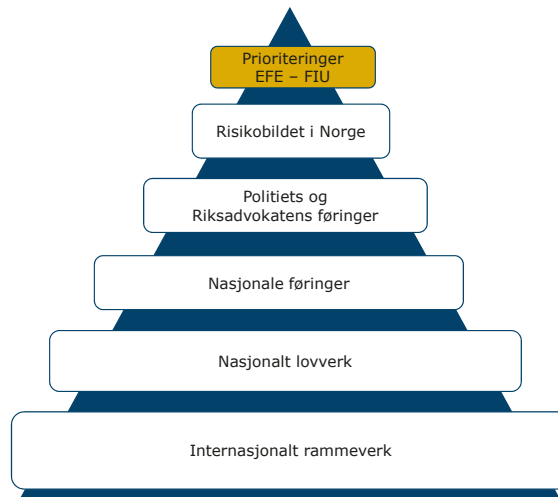 Prioriteringer
EFE – FIU
Risikobildet i Norge
Politiets og
Riksadvokatens føringer
Nasjonale føringer
Nasjonalt lovverk
Internasjonalt rammeverk